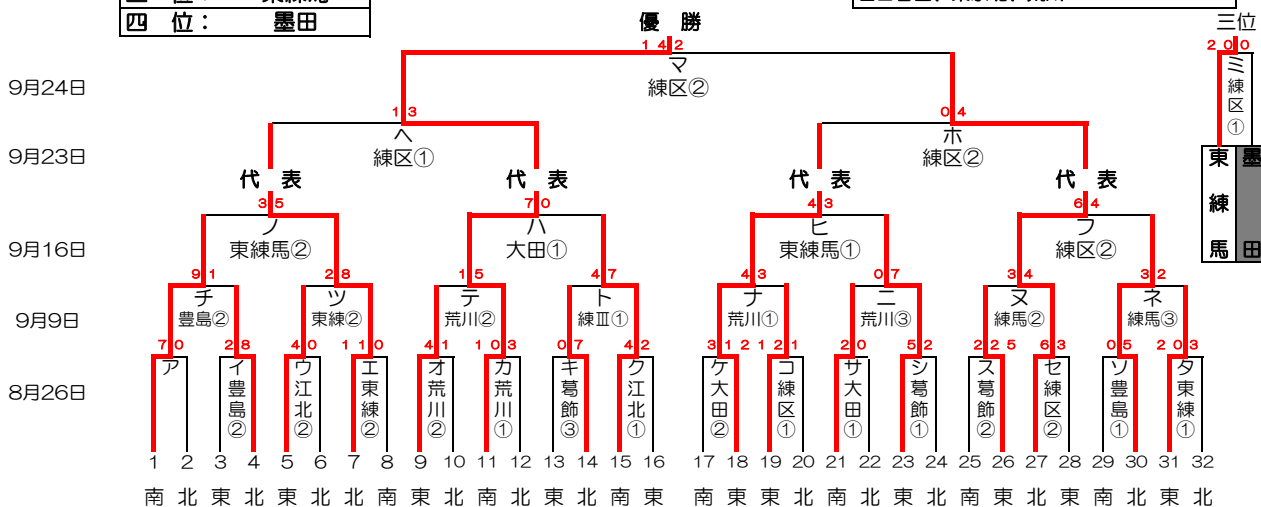 四 位： 墨田
優 勝
三位
1 4 2
2 0 0
マ
練区②
ミ練区①
9月24日
1 3
0 4
ヘ
ホ
練区①
練区②
9月23日
東練馬
墨田
代 表 代 表 代 表 代 表
3 5 7 0 4 3 6 4
ノ ハ ヒ フ
東練馬② 大田① 東練馬① 練区②
9月16日
9 1 2 8 1 5 4 7 4 3 0 7 3 4 3 2
チ ツ テ ト ナ ニ ヌ ネ
豊島② 東練② 荒川② 練Ⅲ① 荒川① 荒川③ 練馬② 練馬③
9月9日
7 0 2 8 4 0 1 1 0 4 1 1 0 3 0 7 4 2 3 1 2 1 2 1 2 0 5 2 2 2 5 6 3 0 5 2 0 3
8月26日
ア
イ豊島②
ウ江北②
エ東練②
オ荒川②
カ荒川①
キ葛飾③
ク江北①
ケ大田②
コ練区①
サ大田①
シ葛飾①
ス葛飾②
セ練区②
ソ豊島①
タ東練①
1 2 3 4 5 6 7 8 9 10 11 12 13 14 15 16 17 18 19 20 21 22 23 24 25 26 27 28 29 30 31 32
南 北 東 北 東 北 北 南 東 北 南 北 東 北 南 東 南 東 南 北 南 北 東 北 南 東 北 東 南 北 東 北